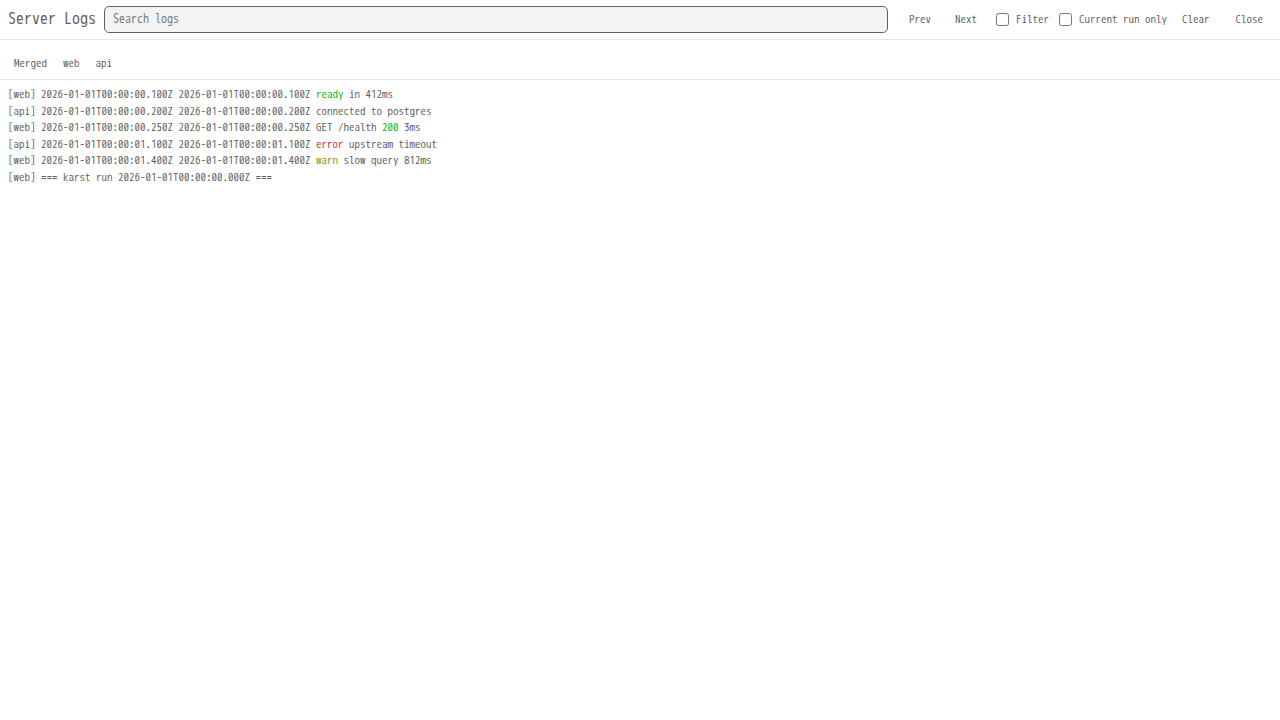 Server Logs Search logs Prev Next Filter Current run only Clear Close
Merged web api
[web] 2026-01-01T00:00:00.100Z 2026-01-01T00:00:00.100Z ready in 412ms
[api] 2026-01-01T00:00:00.200Z 2026-01-01T00:00:00.200Z connected to postgres
[web] 2026-01-01T00:00:00.250Z 2026-01-01T00:00:00.250Z GET /health 200 3ms
[api] 2026-01-01T00:00:01.100Z 2026-01-01T00:00:01.100Z error upstream timeout
[web] 2026-01-01T00:00:01.400Z 2026-01-01T00:00:01.400Z warn slow query 812ms
[web] === karst run 2026-01-01T00:00:00.000Z ===